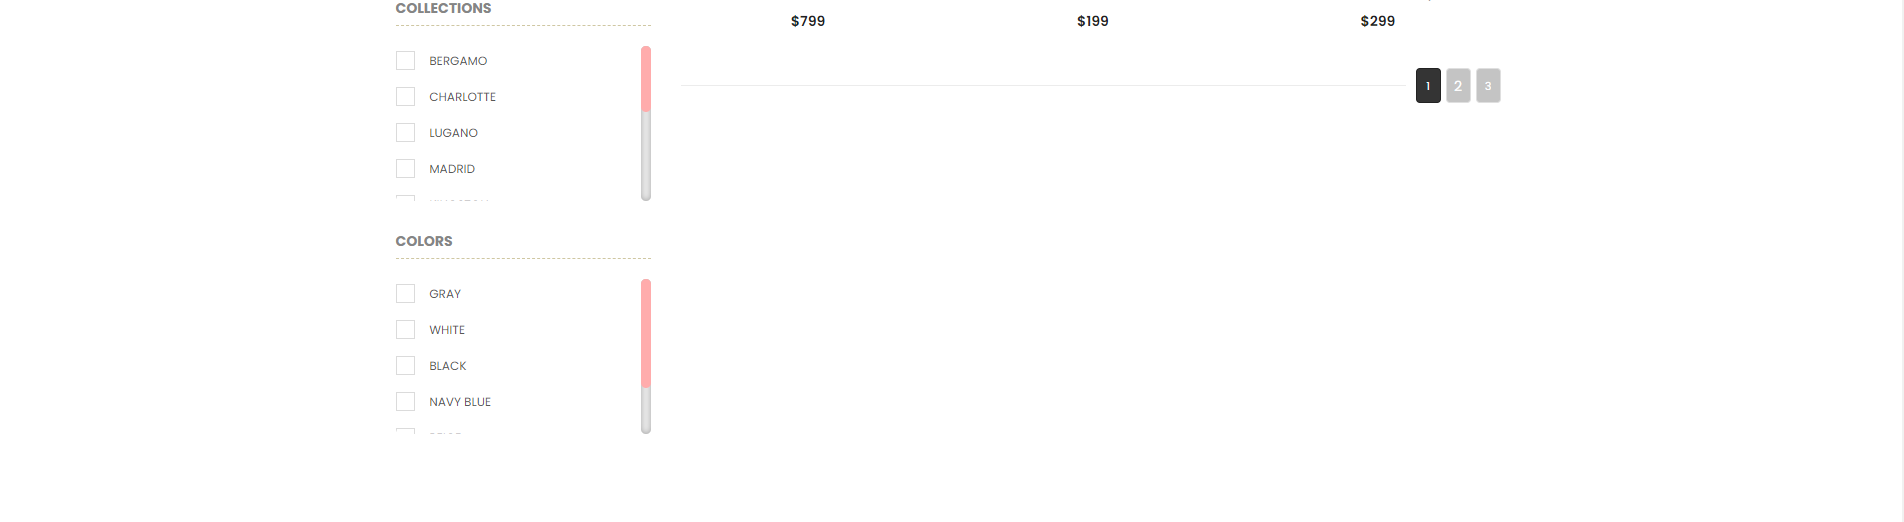 COLLECTIONS
BERGAMO
CHARLOTTE
LUGANO
MADRID
COLORS
GRAY
WHITE
BLACK
NAVY BLUE
$799 $199 $299
1 2 3